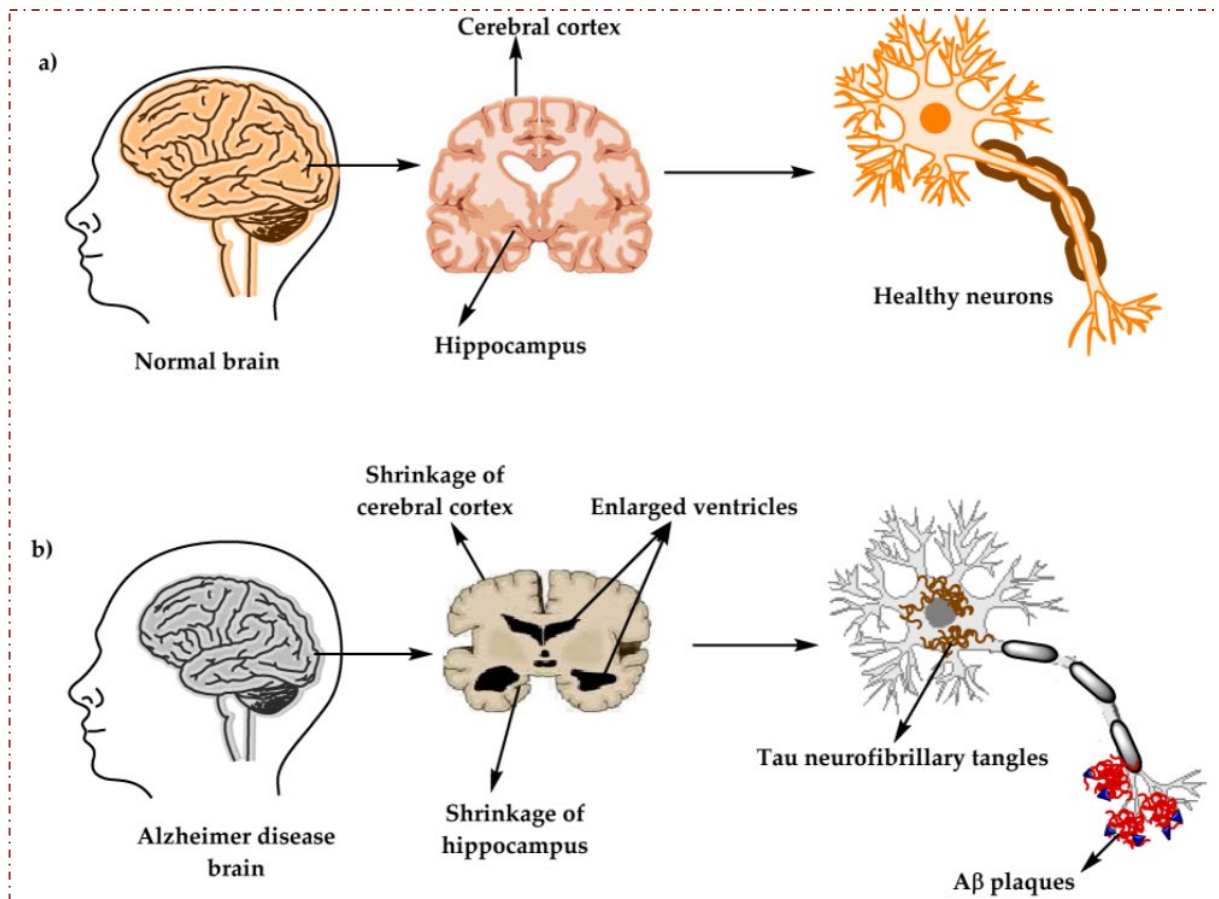 a)
Cerebral cortex
Healthy neurons
Hippocampus
Normal brain
Shrinkage of
cerebral cortex
Enlarged ventricles
b)
Tau neurofibrillary tangles
Shrinkage of
hippocampus
Alzheimer disease
brain
Aβ plaques